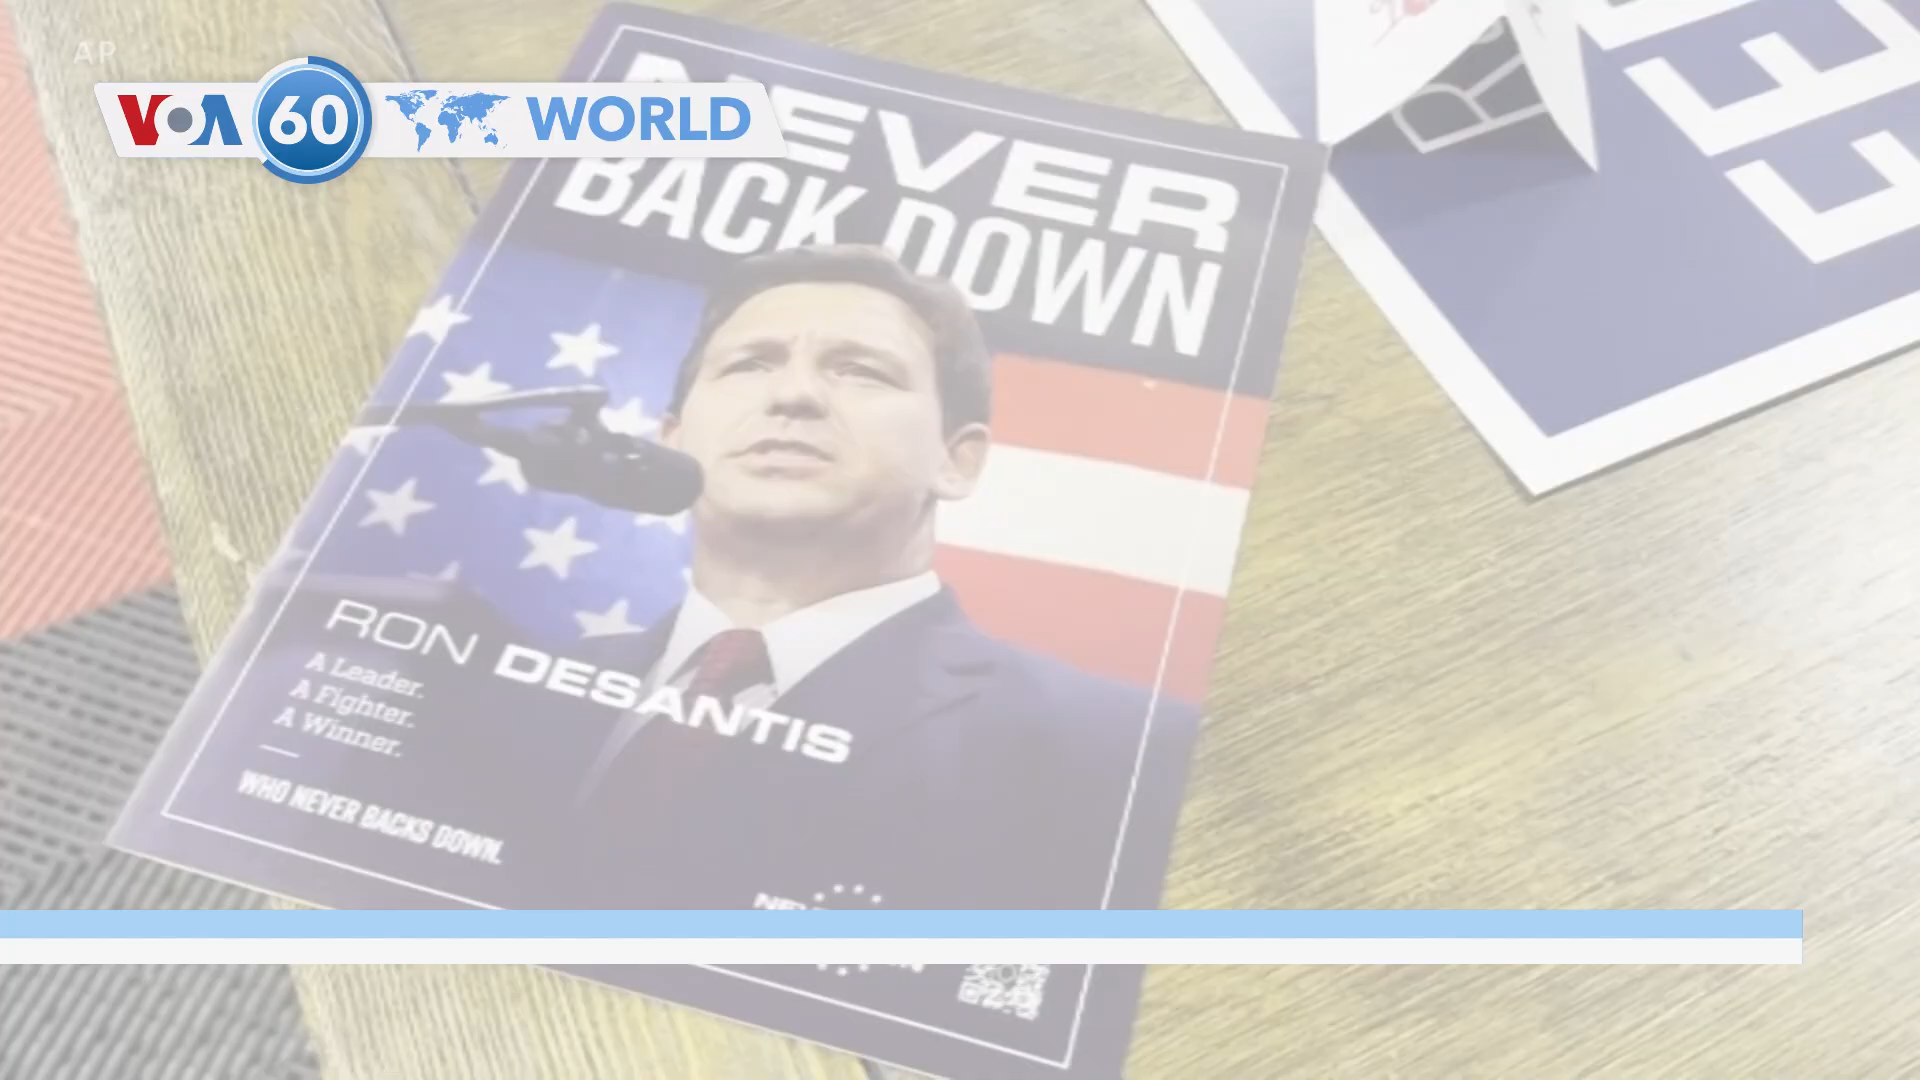 AP
VOA 60 WORLD
NEVER
BACK DOWN
RON DESANTIS
A Leader.
A Fighter.
A Winner.
WHO NEVER BACKS DOWN.